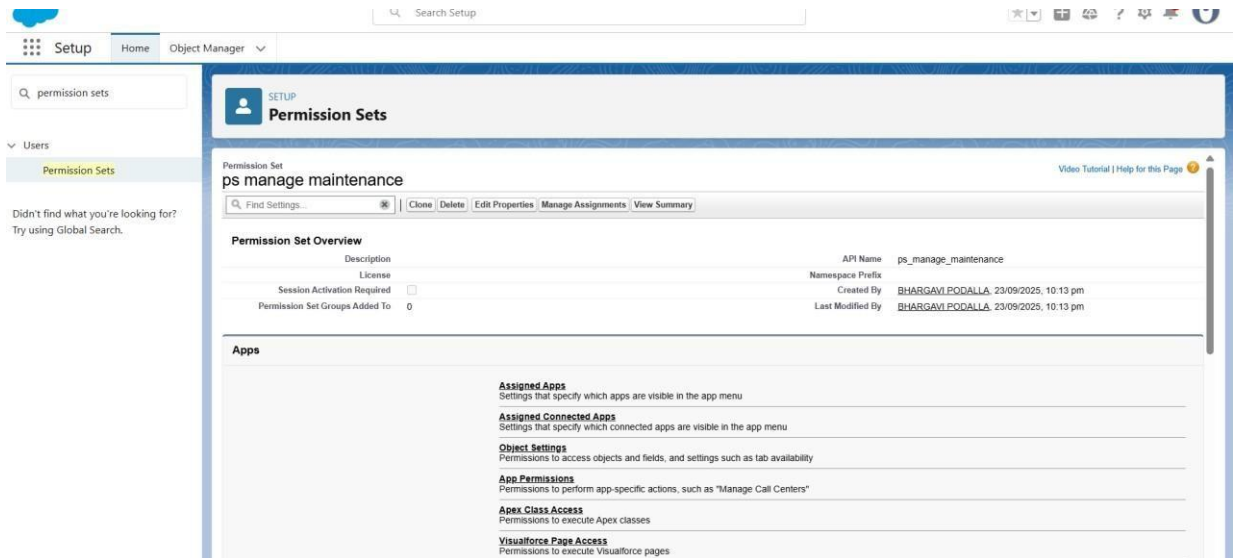 Search Setup
Setup Home Object Manager
permission sets
Users
Permission Sets
Didn't find what you're looking for?
Try using Global Search.
SETUP
Permission Sets
Permission Set
ps manage maintenance
Video Tutorial | Help for this Page
Find Settings... | Clone Delete Edit Properties Manage Assignments View Summary
Permission Set Overview
Description API Name ps_manage_maintenance
License Namespace Prefix
Session Activation Required Created By BHARGAVI PODALLA, 23/09/2025, 10:13 pm
Permission Set Groups Added To 0 Last Modified By BHARGAVI PODALLA, 23/09/2025, 10:13 pm
Apps
Assigned Apps
Settings that specify which apps are visible in the app menu
Assigned Connected Apps
Settings that specify which connected apps are visible in the app menu
Object Settings
Permissions to access objects and fields, and settings such as tab availability
App Permissions
Permissions to perform app-specific actions, such as "Manage Call Centers"
Apex Class Access
Permissions to execute Apex classes
Visualforce Page Access
Permissions to execute Visualforce pages